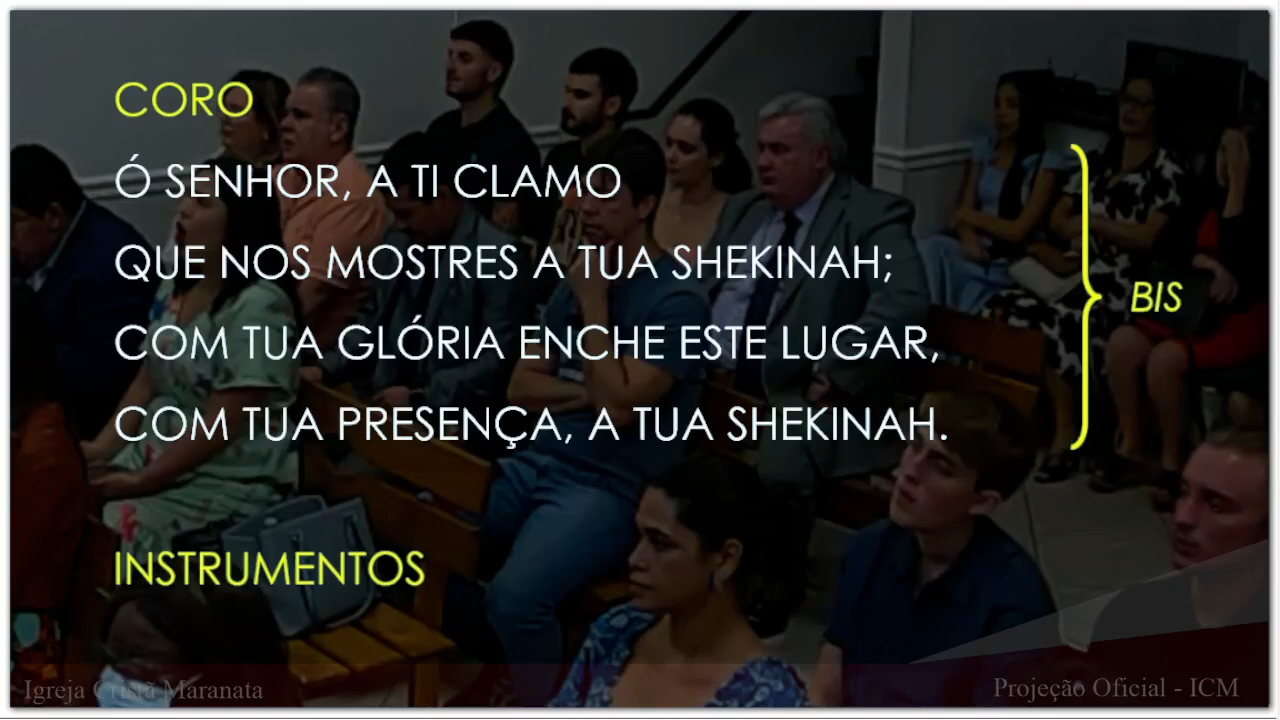 CORO
Ó SENHOR, A TI CLAMO
QUE NOS MOSTRES A TUA SHEKINAH;
COM TUA GLÓRIA ENCHE ESTE LUGAR,
COM TUA PRESENÇA, A TUA SHEKINAH.
BIS
INSTRUMENTOS
Igreja Cristã Maranata
Projeção Oficial - ICM